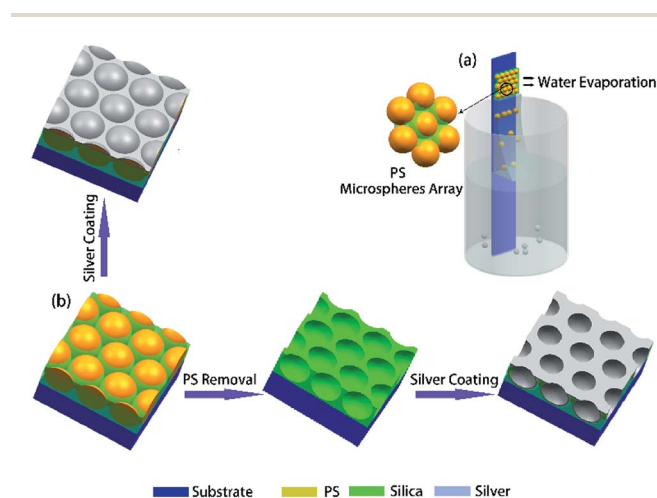 (a)
Water Evaporation
PS
Microspheres Array
Silver Coating
(b)
PS Removal
Silver Coating
Substrate
PS
Silica
Silver